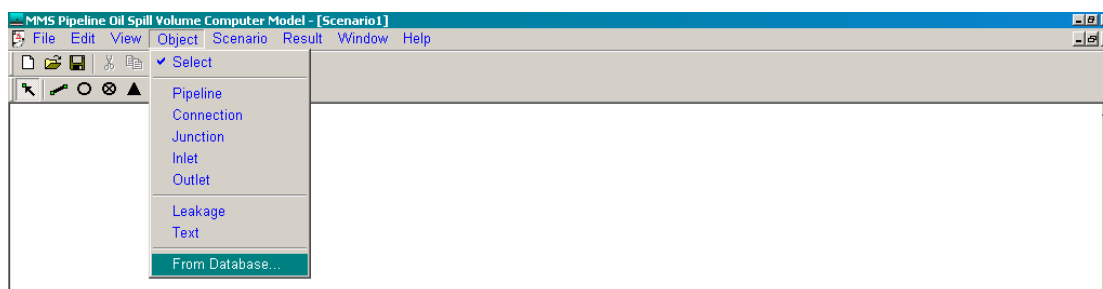 MMS Pipeline Oil Spill Volume Computer Model - [Scenario1]
File Edit View Object Scenario Result Window Help
Select
Pipeline
Connection
Junction
Inlet
Outlet
Leakage
Text
From Database...